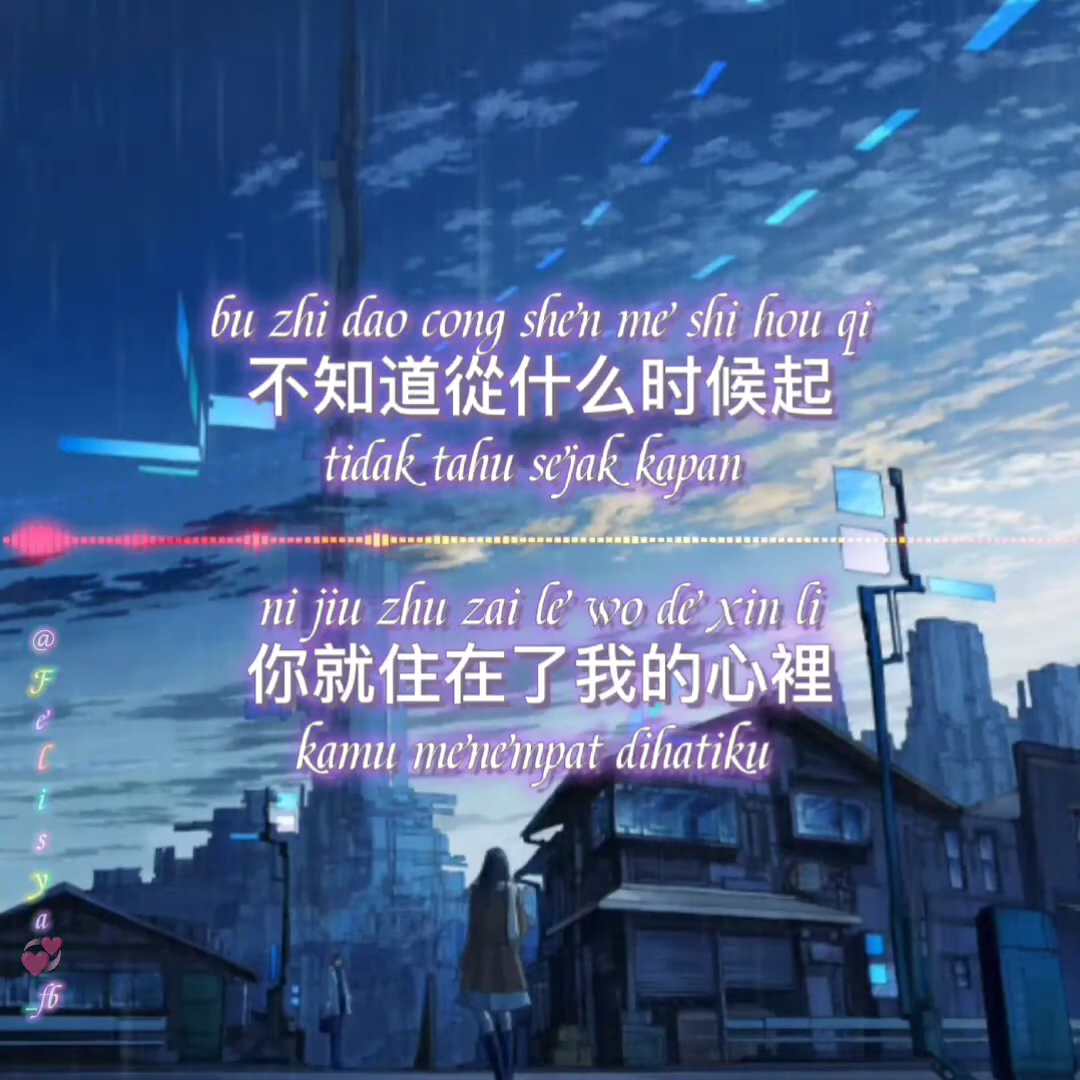 bu zhi dao cong shen me shi hou qi
不知道從什么时候起
tidak tahu sejak kapan
ni jiu zhu zai le wo de xin li
你就住在了我的心裡
kamu menempat dihatiku
@Felisya💞_fb